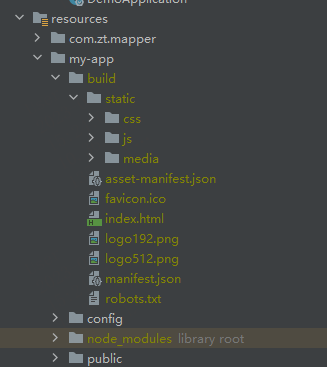 DemoApplication
resources
com.zt.mapper
my-app
build
static
css
js
media
asset-manifest.json
favicon.ico
index.html
logo192.png
logo512.png
manifest.json
robots.txt
config
node_modules library root
public